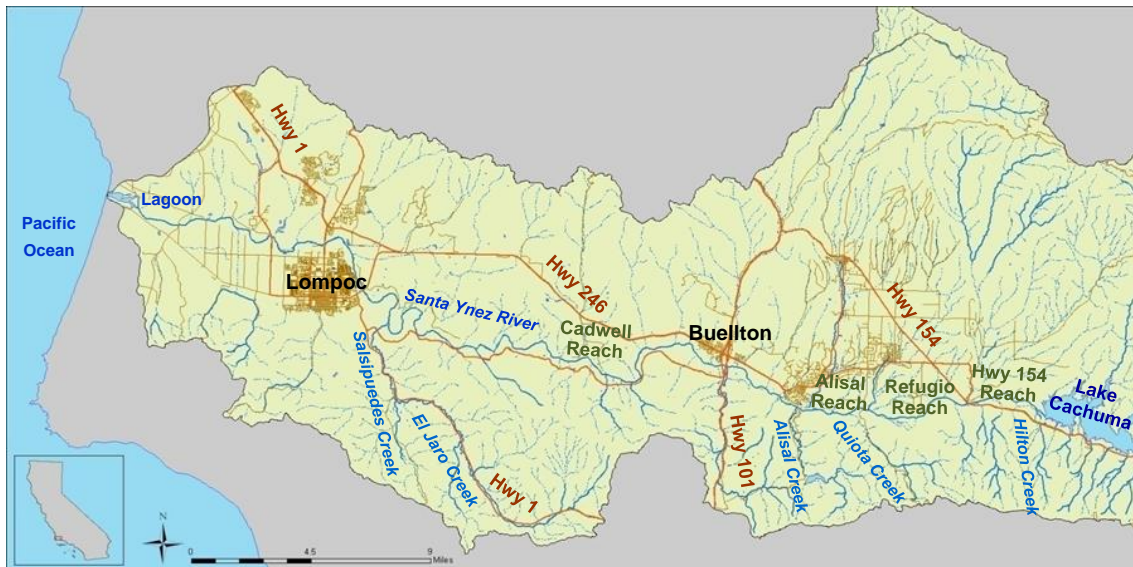 Hwy 1
Lagoon
Pacific
Ocean
Lompoc
Santa Ynez River
Hwy 246
Cadwell
Reach
Buellton
Hwy 154
Alisal
Reach
Refugio
Reach
Hwy 154
Reach
Lake
Cachuma
Salsipuedes Creek
El Jaro Creek
Hwy 1
Hwy 101
Alisal Creek
Quiota Creek
Hilton Creek
N
0 4.5 9
Miles